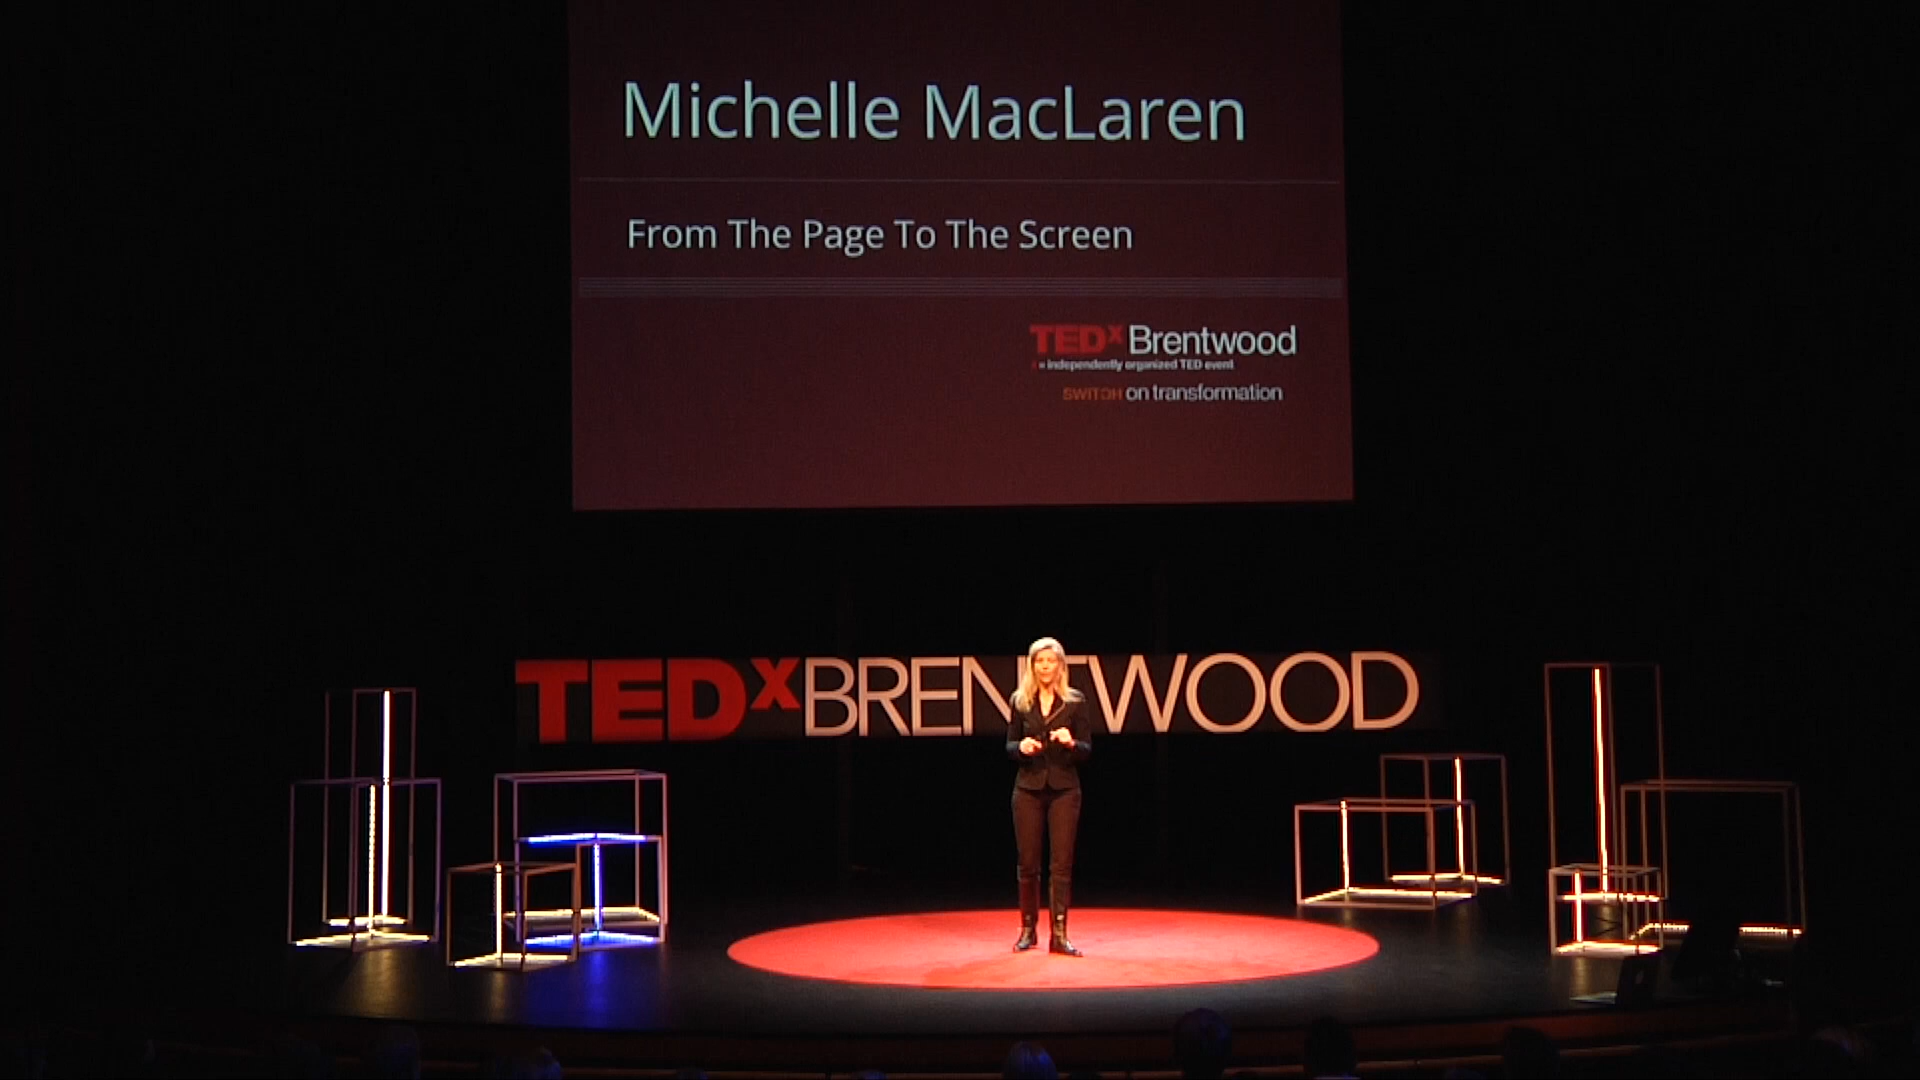 Michelle MacLaren
From The Page To The Screen
TEDx Brentwood
x = independently organized TED event
SWITCH on transformation
TEDxBRENTWOOD